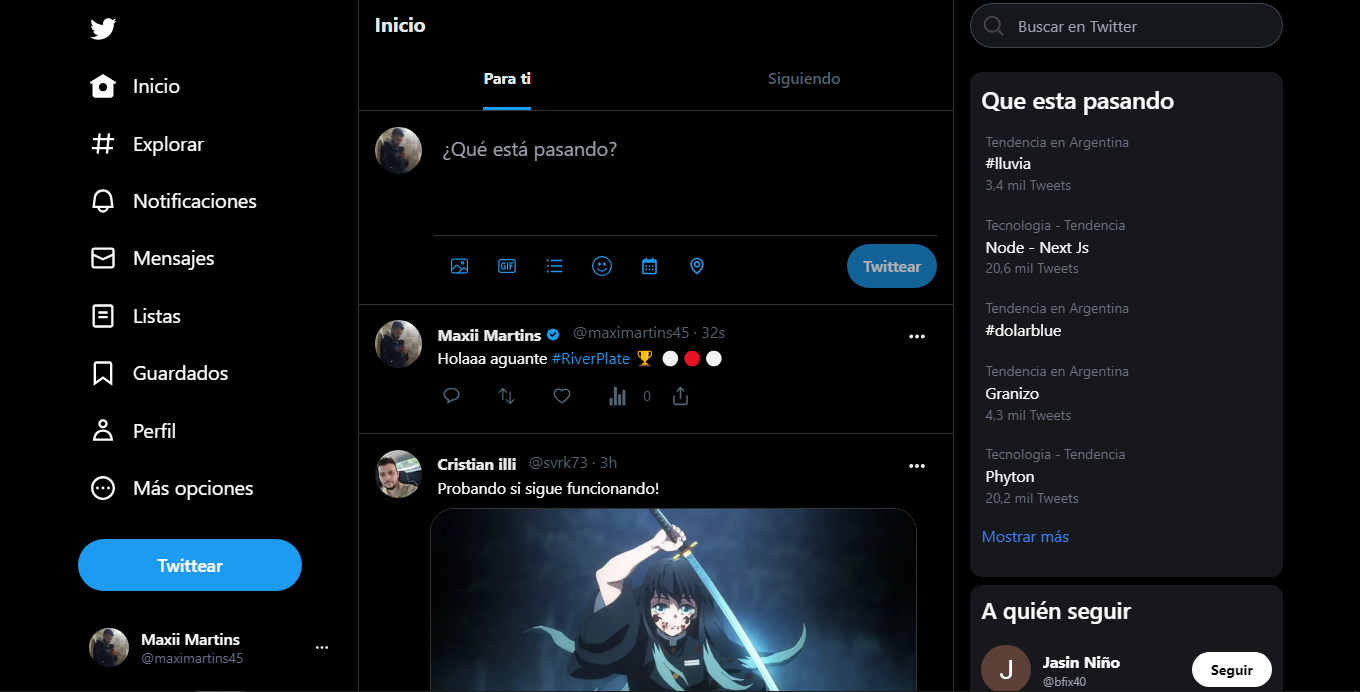 Inicio
Explorar
Notificaciones
Mensajes
Listas
Guardados
Perfil
Más opciones
Twittear
Maxii Martins
@maximartins45
Inicio
Para ti
Siguiendo
¿Qué está pasando?
GIF
Twittear
Maxii Martins @maximartins45 · 32s
Holaaa aguante #RiverPlate 🏆 ⚪🔴⚪
0
Cristian illi @svrk73 · 3h
Probando si sigue funcionando!
Buscar en Twitter
Que esta pasando
Tendencia en Argentina
#lluvia
3,4 mil Tweets
Tecnologia - Tendencia
Node - Next Js
20,6 mil Tweets
Tendencia en Argentina
#dolarblue
Tendencia en Argentina
Granizo
4,3 mil Tweets
Tecnologia - Tendencia
Phyton
20,2 mil Tweets
Mostrar más
A quién seguir
J
Jasin Niño
@bfix40
Seguir